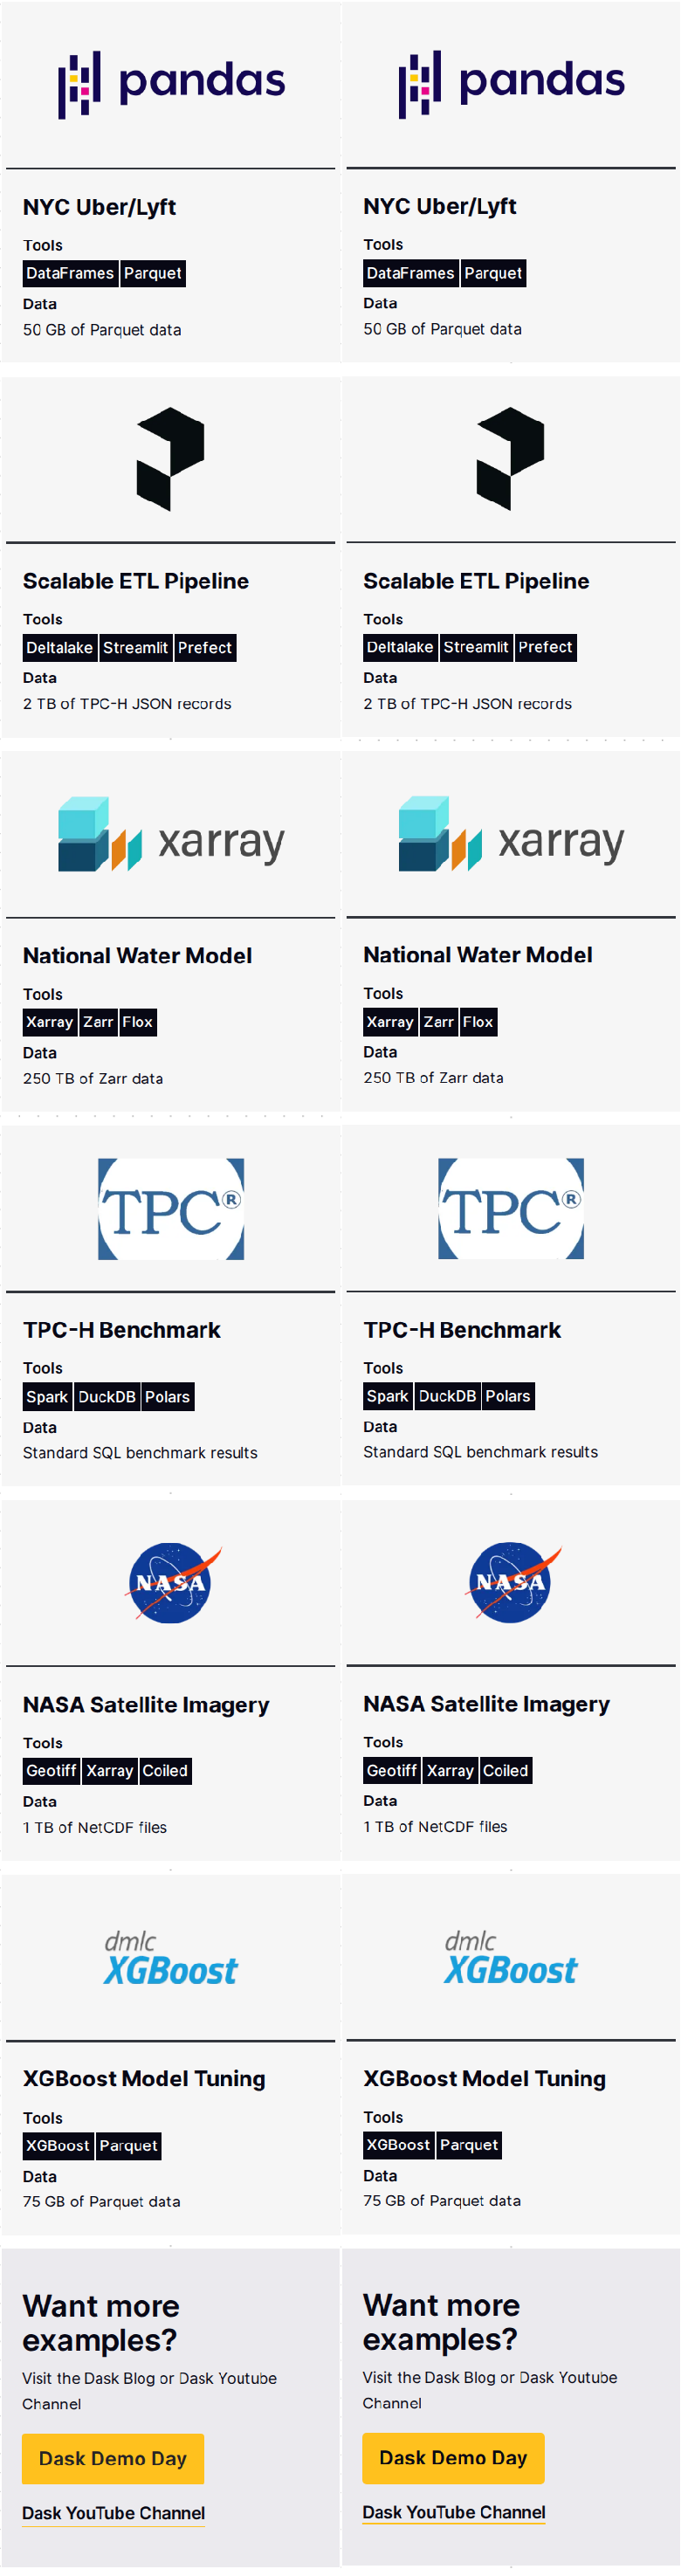 pandas
NYC Uber/Lyft
Tools
DataFrames Parquet
Data
50 GB of Parquet data
pandas
NYC Uber/Lyft
Tools
DataFrames Parquet
Data
50 GB of Parquet data
Scalable ETL Pipeline
Tools
Deltalake Streamlit Prefect
Data
2 TB of TPC-H JSON records
Scalable ETL Pipeline
Tools
Deltalake Streamlit Prefect
Data
2 TB of TPC-H JSON records
xarray
National Water Model
Tools
Xarray Zarr Flox
Data
250 TB of Zarr data
xarray
National Water Model
Tools
Xarray Zarr Flox
Data
250 TB of Zarr data
TPC®
TPC-H Benchmark
Tools
Spark DuckDB Polars
Data
Standard SQL benchmark results
TPC®
TPC-H Benchmark
Tools
Spark DuckDB Polars
Data
Standard SQL benchmark results
NASA
NASA Satellite Imagery
Tools
Geotiff Xarray Coiled
Data
1 TB of NetCDF files
NASA
NASA Satellite Imagery
Tools
Geotiff Xarray Coiled
Data
1 TB of NetCDF files
dmlc
XGBoost
XGBoost Model Tuning
Tools
XGBoost Parquet
Data
75 GB of Parquet data
dmlc
XGBoost
XGBoost Model Tuning
Tools
XGBoost Parquet
Data
75 GB of Parquet data
Want more
examples?
Visit the Dask Blog or Dask Youtube
Channel
Dask Demo Day
Dask YouTube Channel
Want more
examples?
Visit the Dask Blog or Dask Youtube
Channel
Dask Demo Day
Dask YouTube Channel